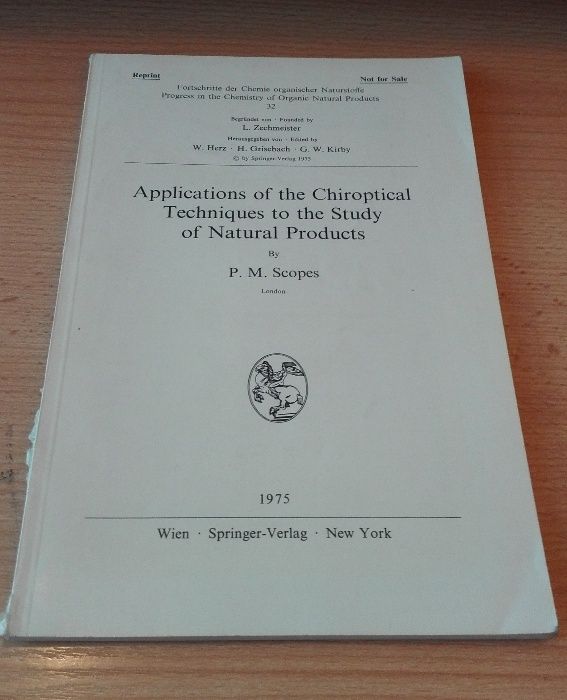 Reprint
Not for Sale
Fortschritte der Chemie organischer Naturstoffe
Progress in the Chemistry of Organic Natural Products
32
Begründet von · Founded by
L. Zechmeister
Herausgegeben von · Edited by
W. Herz · H. Grisebach · G. W. Kirby
© by Springer-Verlag 1975
Applications of the Chiroptical
Techniques to the Study
of Natural Products
By
P. M. Scopes
London
1975
Wien · Springer-Verlag · New York